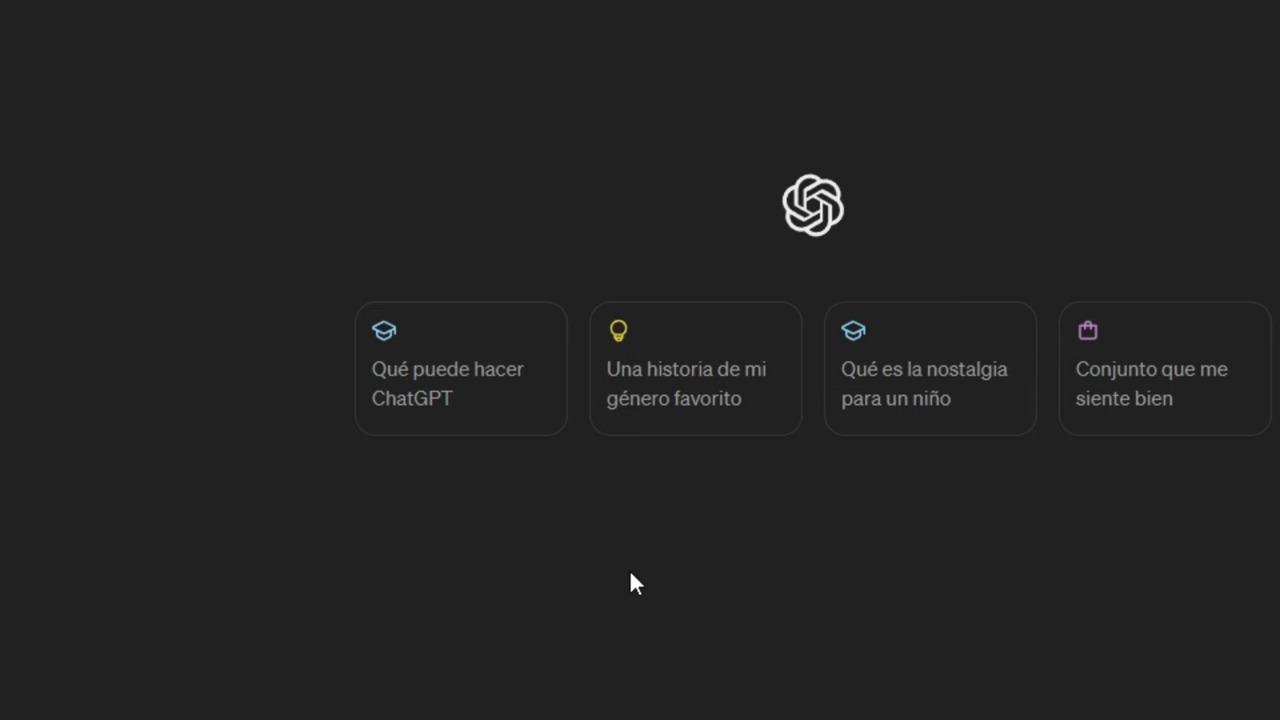 Qué puede hacer
ChatGPT
Una historia de mi
género favorito
Qué es la nostalgia
para un niño
Conjunto que me
siente bien